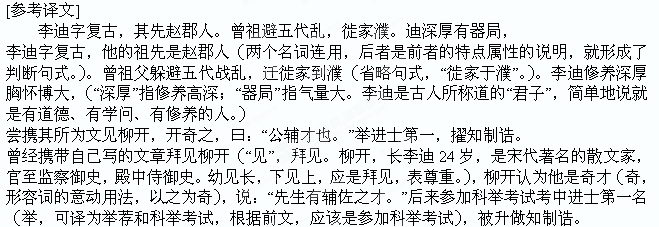 [参考译文]
李迪字复古，其先赵郡人。曾祖避五代乱，徙家濮。迪深厚有器局，
李迪字复古，他的祖先是赵郡人（两个名词连用，后者是前者的特点属性的说明，就形成了
判断句式。）。曾祖父躲避五代战乱，迁徙家到濮（省略句式，“徙家于濮”。）。李迪修养深厚
胸怀博大，（“深厚”指修养高深；“器局”指气量大。李迪是古人所称道的“君子”，简单地说就
是有道德、有学问、有修养的人。）
尝携其所为文见柳开，开奇之，曰：“公辅才也。”举进士第一，擢知制诰。
曾经携带自己写的文章拜见柳开（“见”，拜见。柳开，长李迪 24 岁，是宋代著名的散文家，
官至监察御史，殿中侍御史。幼见长，下见上，应是拜见，表尊重。），柳开认为他是奇才（奇，
形容词的意动用法，以之为奇），说：“先生有辅佐之才。”后来参加科举考试考中进士第一名
（举，可译为举荐和科举考试，根据前文，应该是参加科举考试），被升做知制诰。